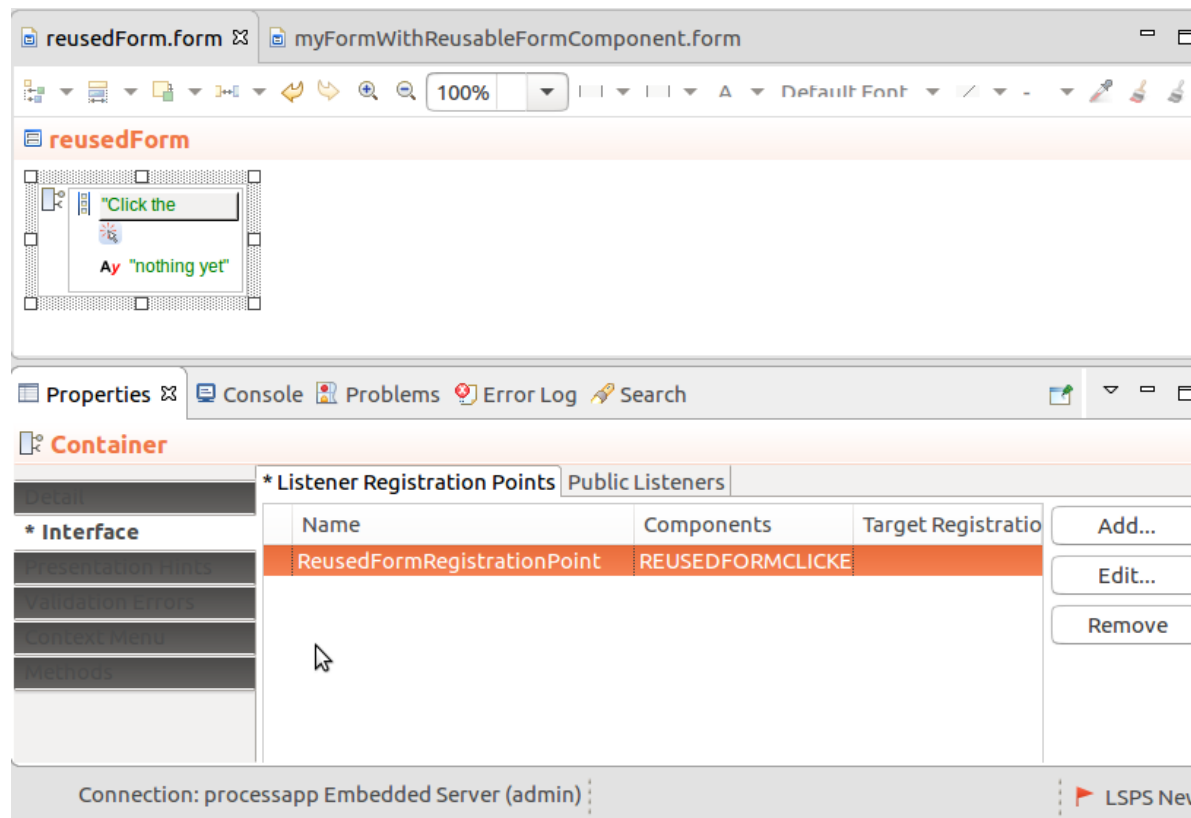 reusedForm.form myFormWithReusableFormComponent.form
100% A Default Font
reusedForm
"Click the
Ay "nothing yet"
Properties Console Problems Error Log Search
Container
* Listener Registration Points Public Listeners
Detail
* Interface
Presentation Hints
Validation Errors
Context Menu
Methods
Name Components Target Registratio
ReusedFormRegistrationPoint REUSEDFORMCLICKE
Add...
Edit...
Remove
Connection: processapp Embedded Server (admin) LSPS Nev